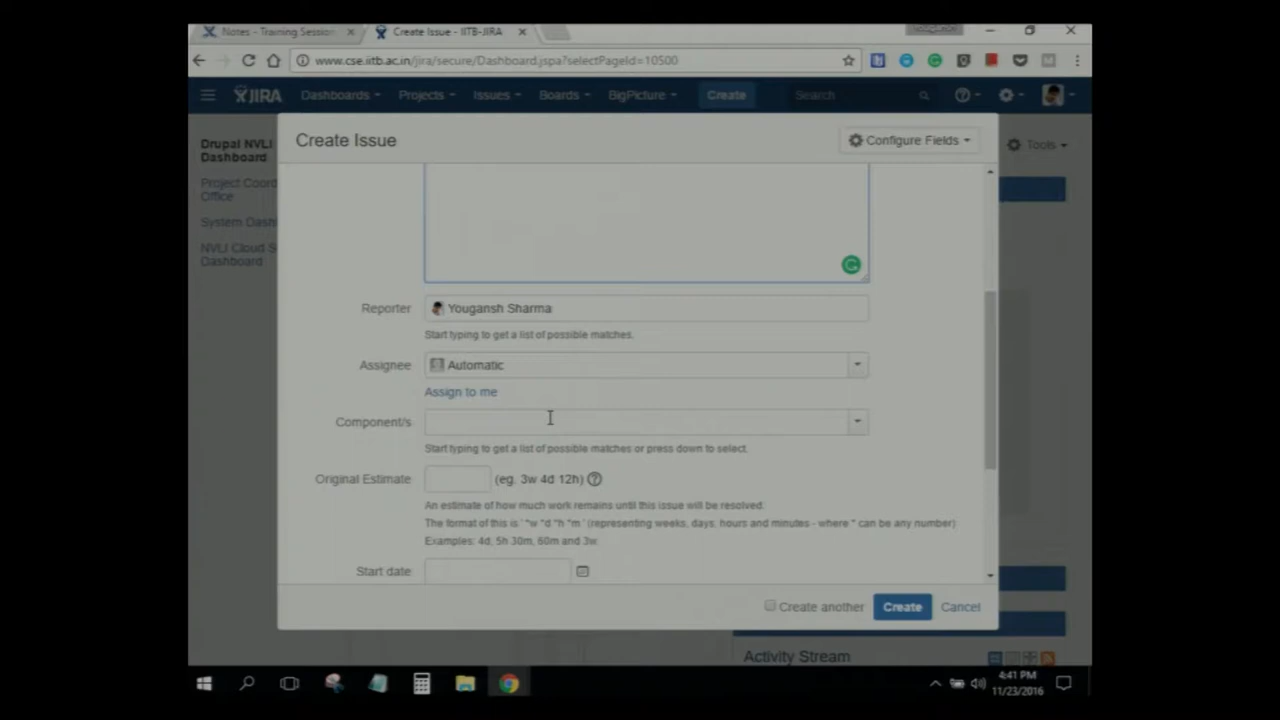 Notes - Training Session
Create Issue - IITB-JIRA
www.cse.iitb.ac.in/jira/secure/Dashboard.jspa?selectPageId=10500
JIRA Dashboards Projects Issues Boards BigPicture Create Search
Create Issue
Configure Fields
Tools
Drupal NVLI
Dashboard
Project Coord
Office
System Dash
NVLI Cloud S
Dashboard
Reporter Yougansh Sharma
Start typing to get a list of possible matches.
Assignee Automatic
Assign to me
Component/s
Start typing to get a list of possible matches or press down to select.
Original Estimate (eg. 3w 4d 12h)
An estimate of how much work remains until this issue will be resolved.
The format of this is ' *w *d *h *m ' (representing weeks, days, hours and minutes - where * can be any number)
Examples: 4d, 5h 30m, 60m and 3w.
Start date
Create another Create Cancel
Activity Stream
4:41 PM
11/23/2016